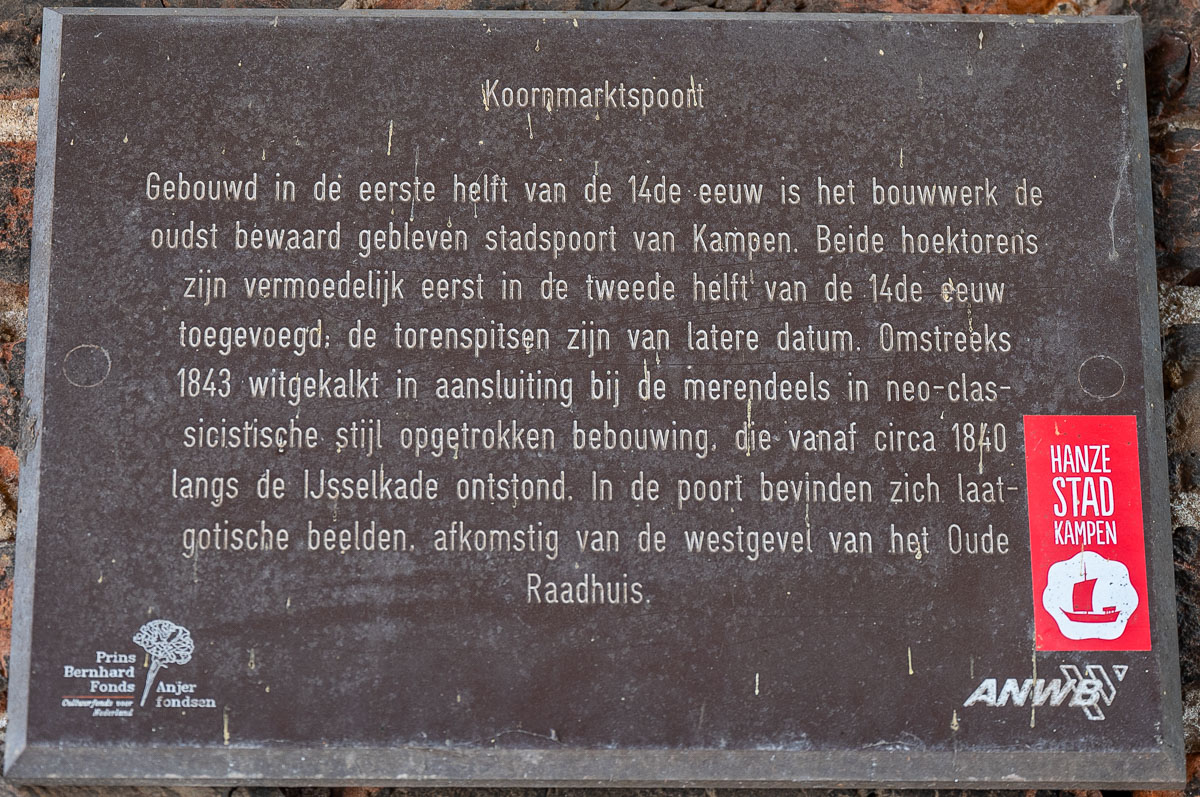 Koornmarktspoort
Gebouwd in de eerste helft van de 14de eeuw is het bouwwerk de
oudst bewaard gebleven stadspoort van Kampen. Beide hoektorens
zijn vermoedelijk eerst in de tweede helft van de 14de eeuw
toegevoegd; de torenspitsen zijn van latere datum. Omstreeks
1843 witgekalkt in aansluiting bij de merendeels in neo-clas-
sicistische stijl opgetrokken bebouwing, die vanaf circa 1840
langs de IJsselkade ontstond. In de poort bevinden zich laat-
gotische beelden, afkomstig van de westgevel van het Oude
Raadhuis.
HANZE
STAD
KAMPEN
Prins
Bernhard
Fonds
Cultuurfonds voor
Nederland
Anjer
fondsen
ANWB